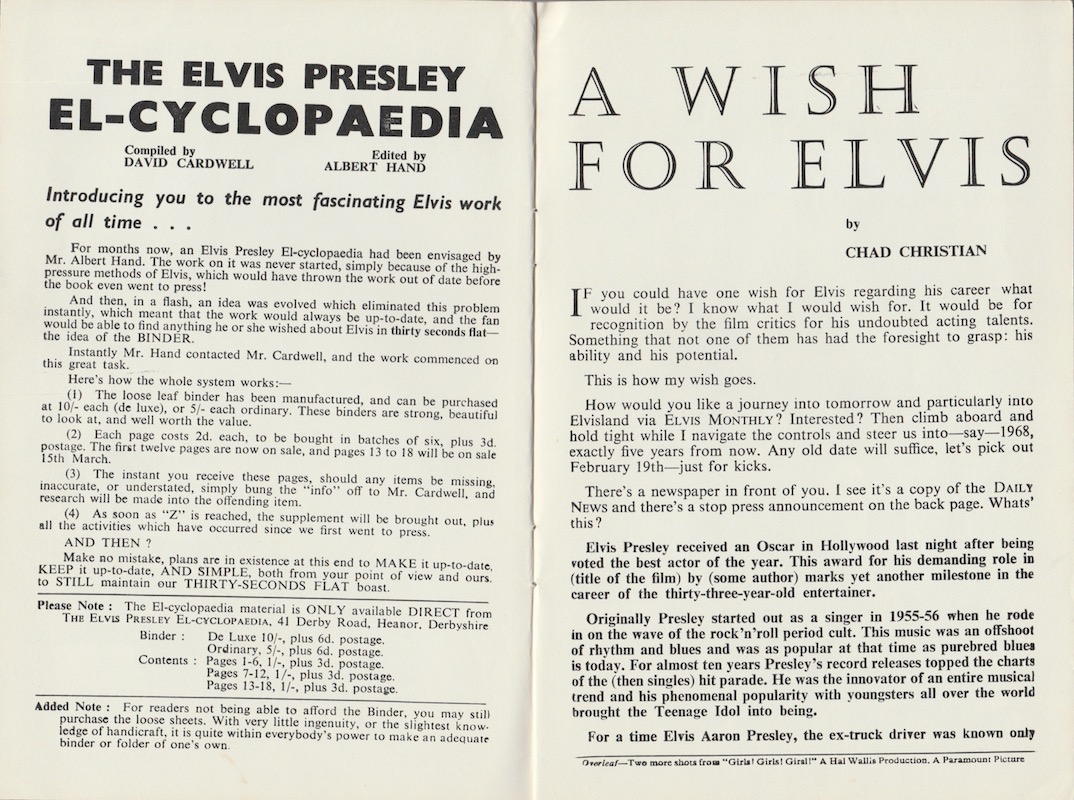 THE ELVIS PRESLEY
EL-CYCLOPAEDIA
Compiled by
DAVID CARDWELL
Edited by
ALBERT HAND
Introducing you to the most fascinating Elvis work
of all time . . .
For months now, an Elvis Presley El-cyclopaedia had been envisaged by
Mr. Albert Hand. The work on it was never started, simply because of the high-
pressure methods of Elvis, which would have thrown the work out of date before
the book even went to press!
And then, in a flash, an idea was evolved which eliminated this problem
instantly, which meant that the work would always be up-to-date, and the fan
would be able to find anything he or she wished about Elvis in thirty seconds flat—
the idea of the BINDER.
Instantly Mr. Hand contacted Mr. Cardwell, and the work commenced on
this great task.
Here's how the whole system works:—
(1) The loose leaf binder has been manufactured, and can be purchased
at 10/- each (de luxe), or 5/- each ordinary. These binders are strong, beautiful
to look at, and well worth the value.
(2) Each page costs 2d. each, to be bought in batches of six, plus 3d.
postage. The first twelve pages are now on sale, and pages 13 to 18 will be on sale
15th March.
(3) The instant you receive these pages, should any items be missing,
inaccurate, or understated, simply bung the "info" off to Mr. Cardwell, and
research will be made into the offending item.
(4) As soon as "Z" is reached, the supplement will be brought out, plus
all the activities which have occurred since we first went to press.
AND THEN ?
Make no mistake, plans are in existence at this end to MAKE it up-to-date,
KEEP it up-to-date, AND SIMPLE, both from your point of view and ours.
to STILL maintain our THIRTY-SECONDS FLAT boast.
Please Note : The El-cyclopaedia material is ONLY available DIRECT from
THE ELVIS PRESLEY EL-CYCLOPAEDIA, 41 Derby Road, Heanor, Derbyshire
Binder : De Luxe 10/-, plus 6d. postage.
Ordinary, 5/-, plus 6d. postage.
Contents : Pages 1-6, 1/-, plus 3d. postage.
Pages 7-12, 1/-, plus 3d. postage.
Pages 13-18, 1/-, plus 3d. postage.
Added Note : For readers not being able to afford the Binder, you may still
purchase the loose sheets. With very little ingenuity, or the slightest know-
ledge of handicraft, it is quite within everybody's power to make an adequate
binder or folder of one's own.
A WISH
FOR ELVIS
by
CHAD CHRISTIAN
IF you could have one wish for Elvis regarding his career what
would it be? I know what I would wish for. It would be for
recognition by the film critics for his undoubted acting talents.
Something that not one of them has had the foresight to grasp: his
ability and his potential.
This is how my wish goes.
How would you like a journey into tomorrow and particularly into
Elvisland via ELVIS MONTHLY? Interested? Then climb aboard and
hold tight while I navigate the controls and steer us into—say—1968,
exactly five years from now. Any old date will suffice, let's pick out
February 19th—just for kicks.
There's a newspaper in front of you. I see it's a copy of the DAILY
NEWS and there's a stop press announcement on the back page. Whats'
this?
Elvis Presley received an Oscar in Hollywood last night after being
voted the best actor of the year. This award for his demanding role in
(title of the film) by (some author) marks yet another milestone in the
career of the thirty-three-year-old entertainer.
Originally Presley started out as a singer in 1955-56 when he rode
in on the wave of the rock'n'roll period cult. This music was an offshoot
of rhythm and blues and was as popular at that time as purebred blues
is today. For almost ten years Presley's record releases topped the charts
of the (then singles) hit parade. He was the innovator of an entire musical
trend and his phenomenal popularity with youngsters all over the world
brought the Teenage Idol into being.
For a time Elvis Aaron Presley, the ex-truck driver was known only
Overleaf—Two more shots from "Girls! Girls! Girsl!" A Hal Wallis Production. A Paramount Picture